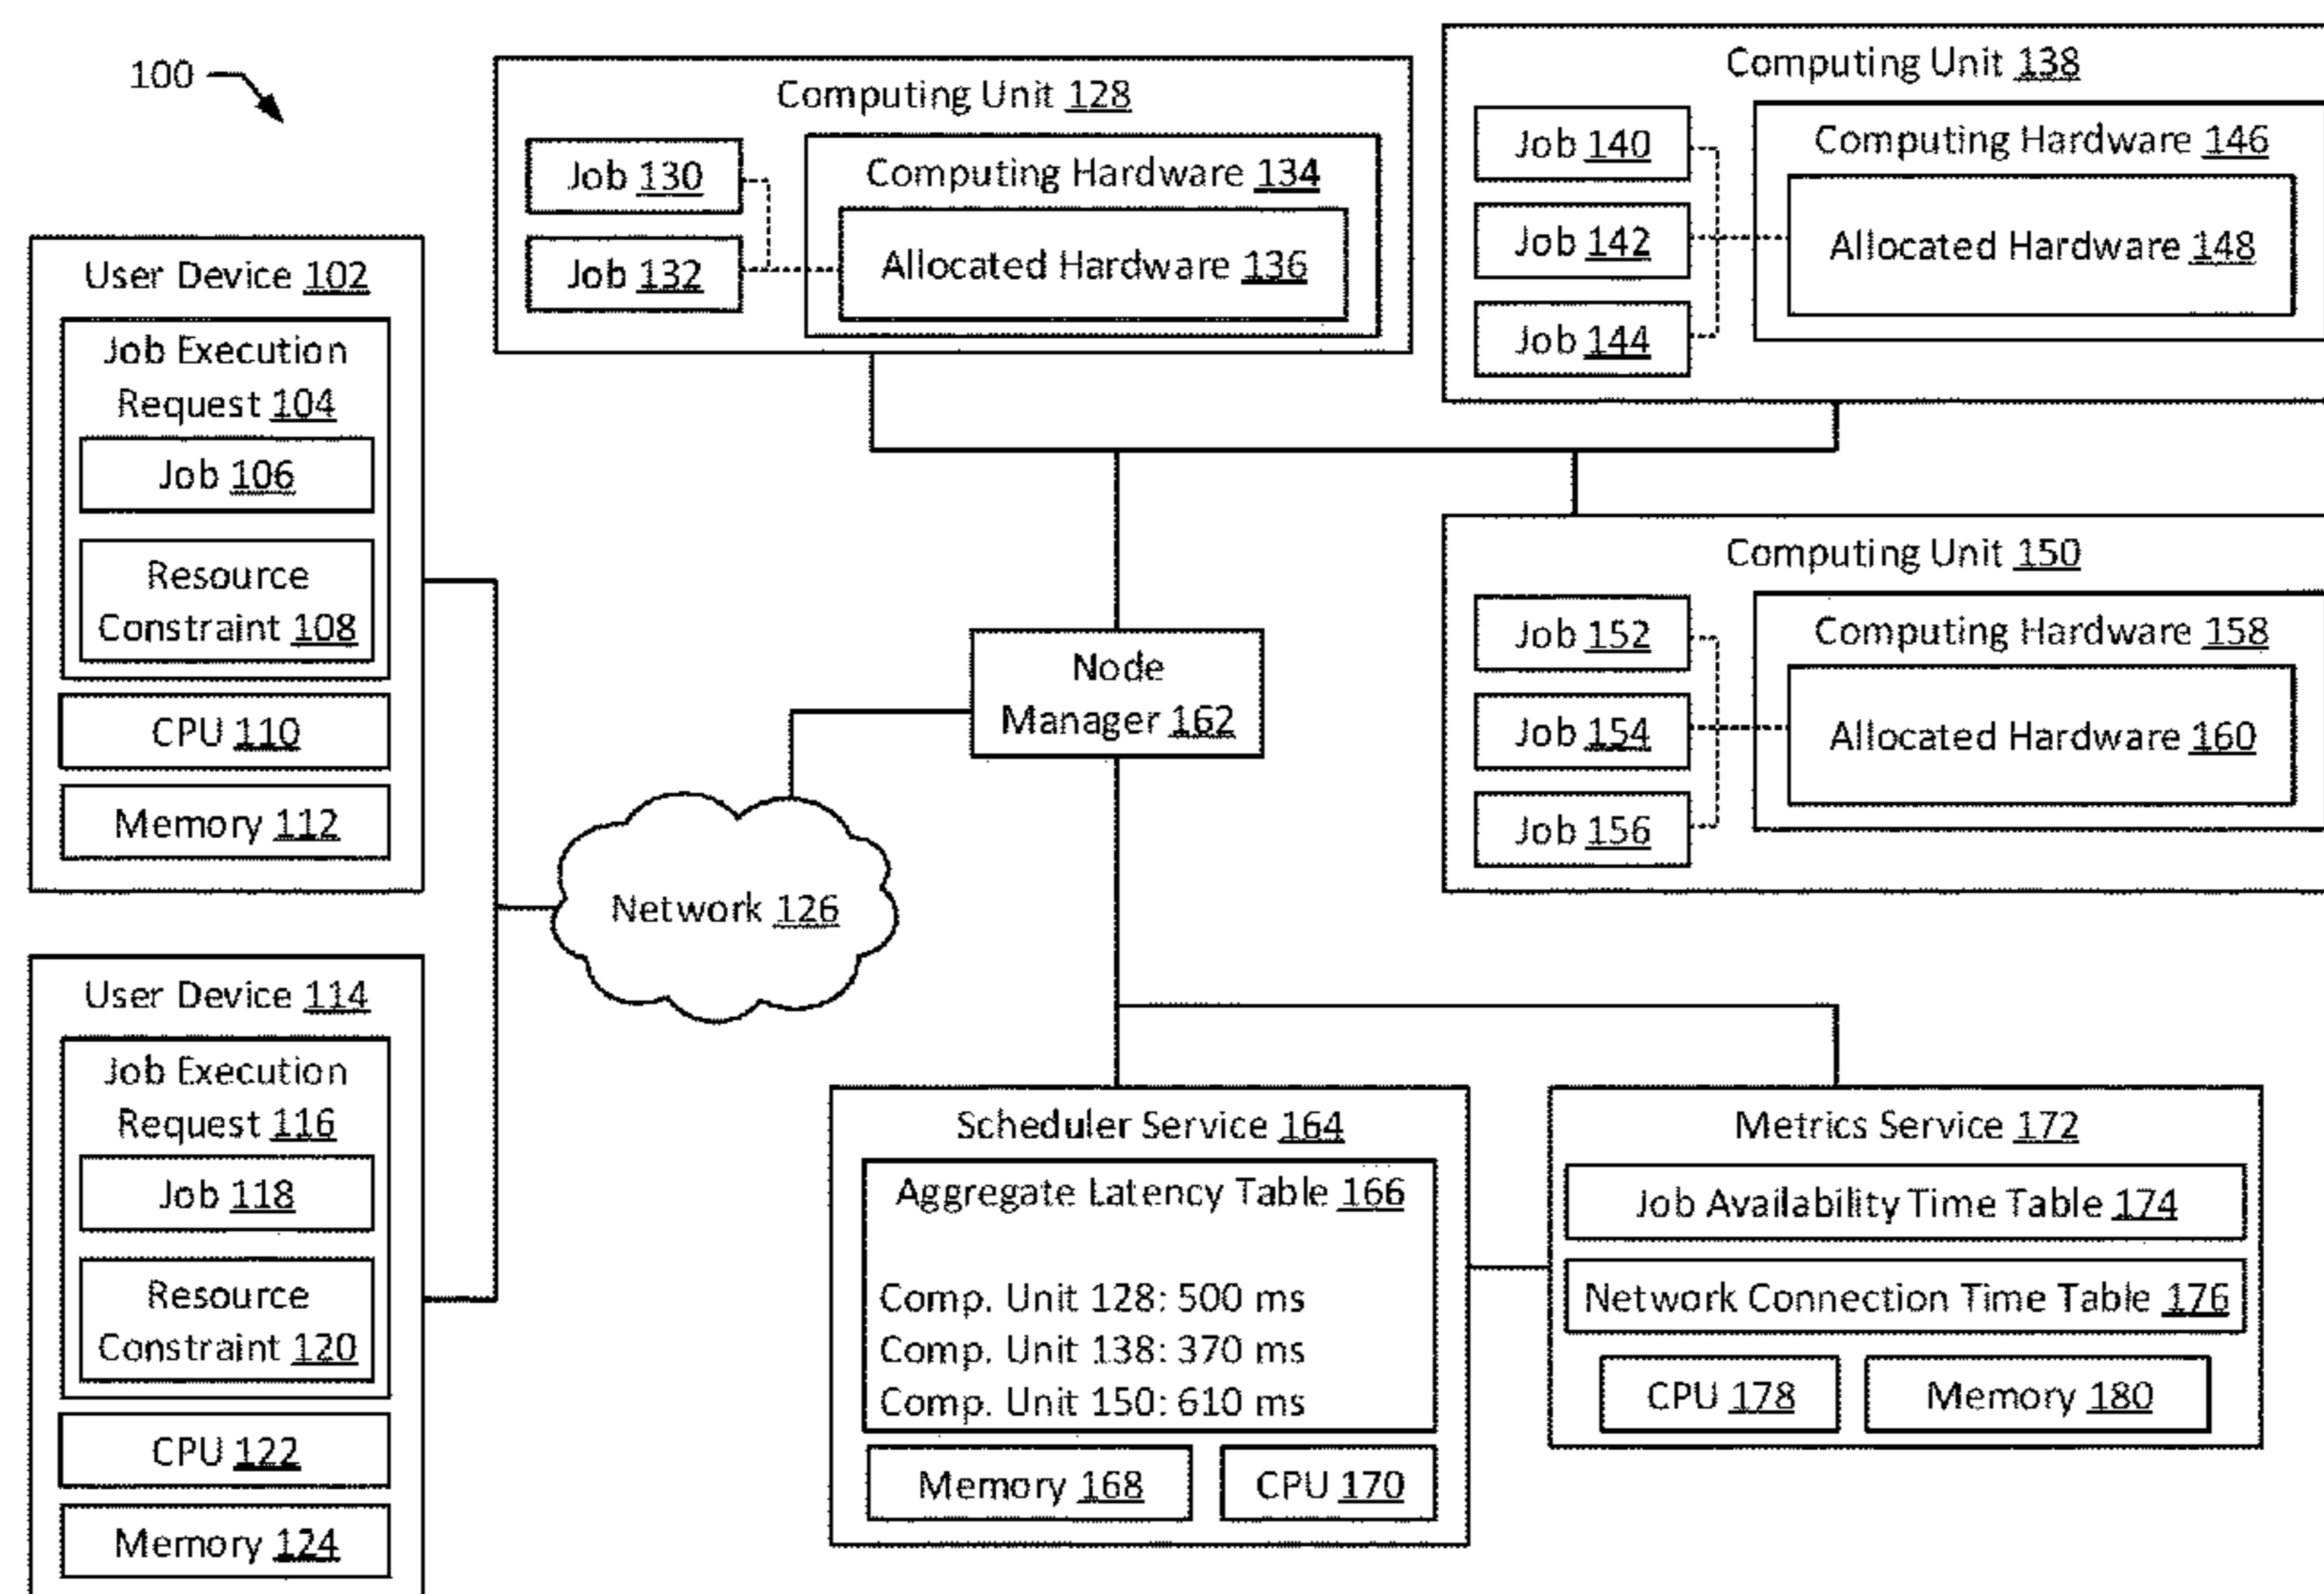 100
Computing Unit 128
Job 130
Job 132
Computing Hardware 134
Allocated Hardware 136
Computing Unit 138
Job 140
Job 142
Job 144
Computing Hardware 146
Allocated Hardware 148
User Device 102
Job Execution
Request 104
Job 106
Resource
Constraint 108
CPU 110
Memory 112
Computing Unit 150
Job 152
Job 154
Job 156
Computing Hardware 158
Allocated Hardware 160
Node
Manager 162
Network 126
User Device 114
Job Execution
Request 116
Job 118
Resource
Constraint 120
CPU 122
Memory 124
Scheduler Service 164
Aggregate Latency Table 166
Comp. Unit 128: 500 ms
Comp. Unit 138: 370 ms
Comp. Unit 150: 610 ms
Memory 168
CPU 170
Metrics Service 172
Job Availability Time Table 174
Network Connection Time Table 176
CPU 178
Memory 180